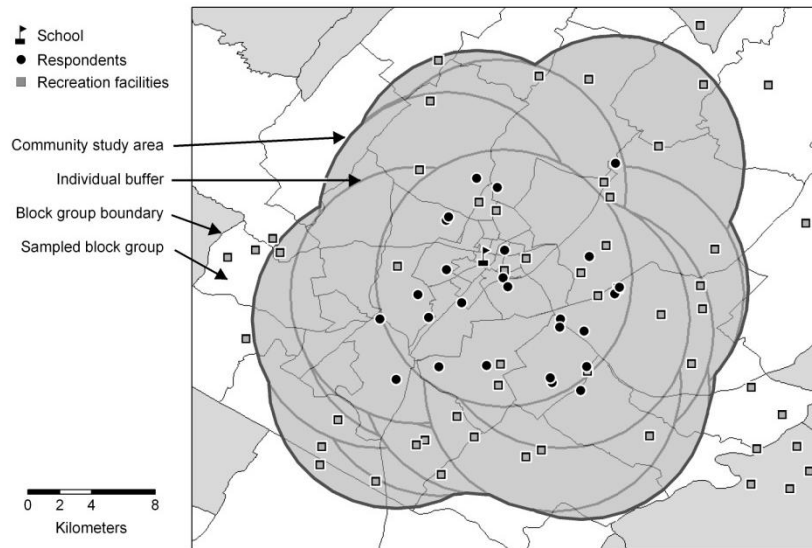 School
Respondents
Recreation facilities
Community study area
Individual buffer
Block group boundary
Sampled block group
0 2 4 8
Kilometers